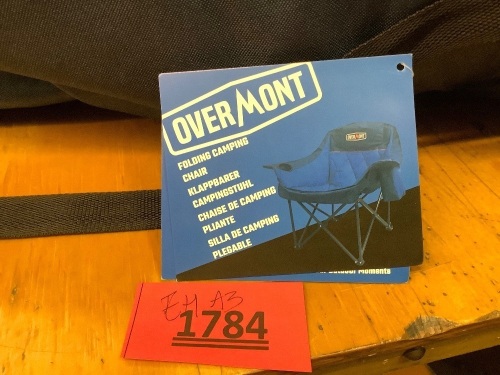 OVERMONT
FOLDING CAMPING
CHAIR
KLAPPBARER
CAMPINGSTUHL
CHAISE DE CAMPING
PLIANTE
SILLA DE CAMPING
PLEGABLE
OVERMONT
Outdoor Moments
EH A3
1784